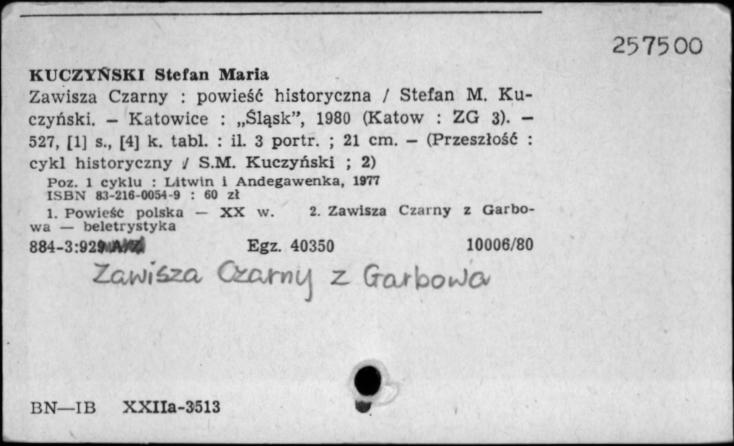 257500
KUCZYŃSKI Stefan Maria
Zawisza Czarny : powieść historyczna / Stefan M. Ku-
czyński. — Katowice : „Śląsk”, 1980 (Katow : ZG 3). —
527, [1] s., [4] k. tabl. : il. 3 portr. ; 21 cm. — (Przeszłość :
cykl historyczny / S.M. Kuczyński ; 2)
Poz. 1 cyklu : Litwin i Andegawenka, 1977
ISBN 83-216-0054-9 : 60 zł
1. Powieść polska — XX w. 2. Zawisza Czarny z Garbo-
wa — beletrystyka
884-3:929 Egz. 40350 10006/80
Zawisza Czarny z Garbowa
BN—IB XXIIa-3513